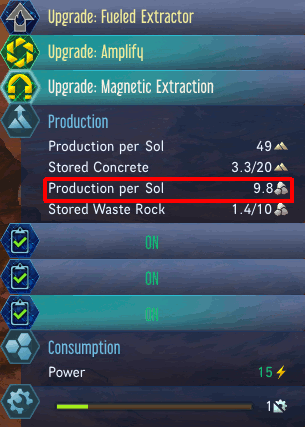 Upgrade: Fueled Extractor
Upgrade: Amplify
Upgrade: Magnetic Extraction
Production
Production per Sol 49
Stored Concrete 3.3/20
Production per Sol 9.8
Stored Waste Rock 1.4/10
ON
ON
ON
Consumption
Power 15
1